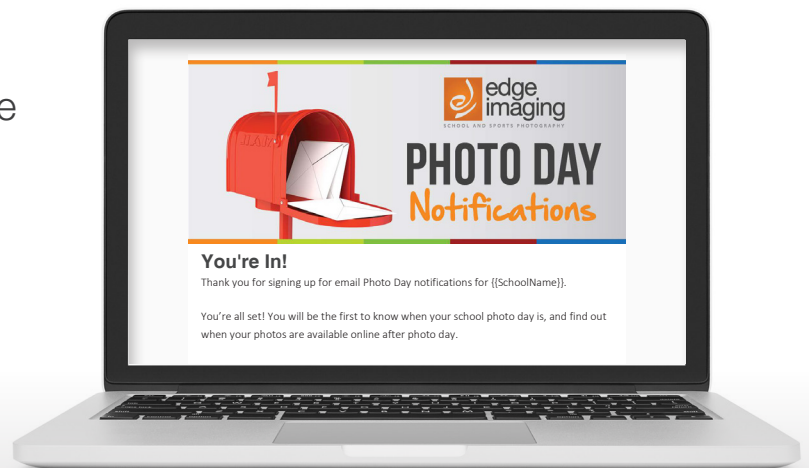 e
edge
imaging
SCHOOL AND SPORTS PHOTOGRAPHY
PHOTO DAY
Notifications
You're In!
Thank you for signing up for email Photo Day notifications for {{SchoolName}}.
You're all set! You will be the first to know when your school photo day is, and find out
when your photos are available online after photo day.